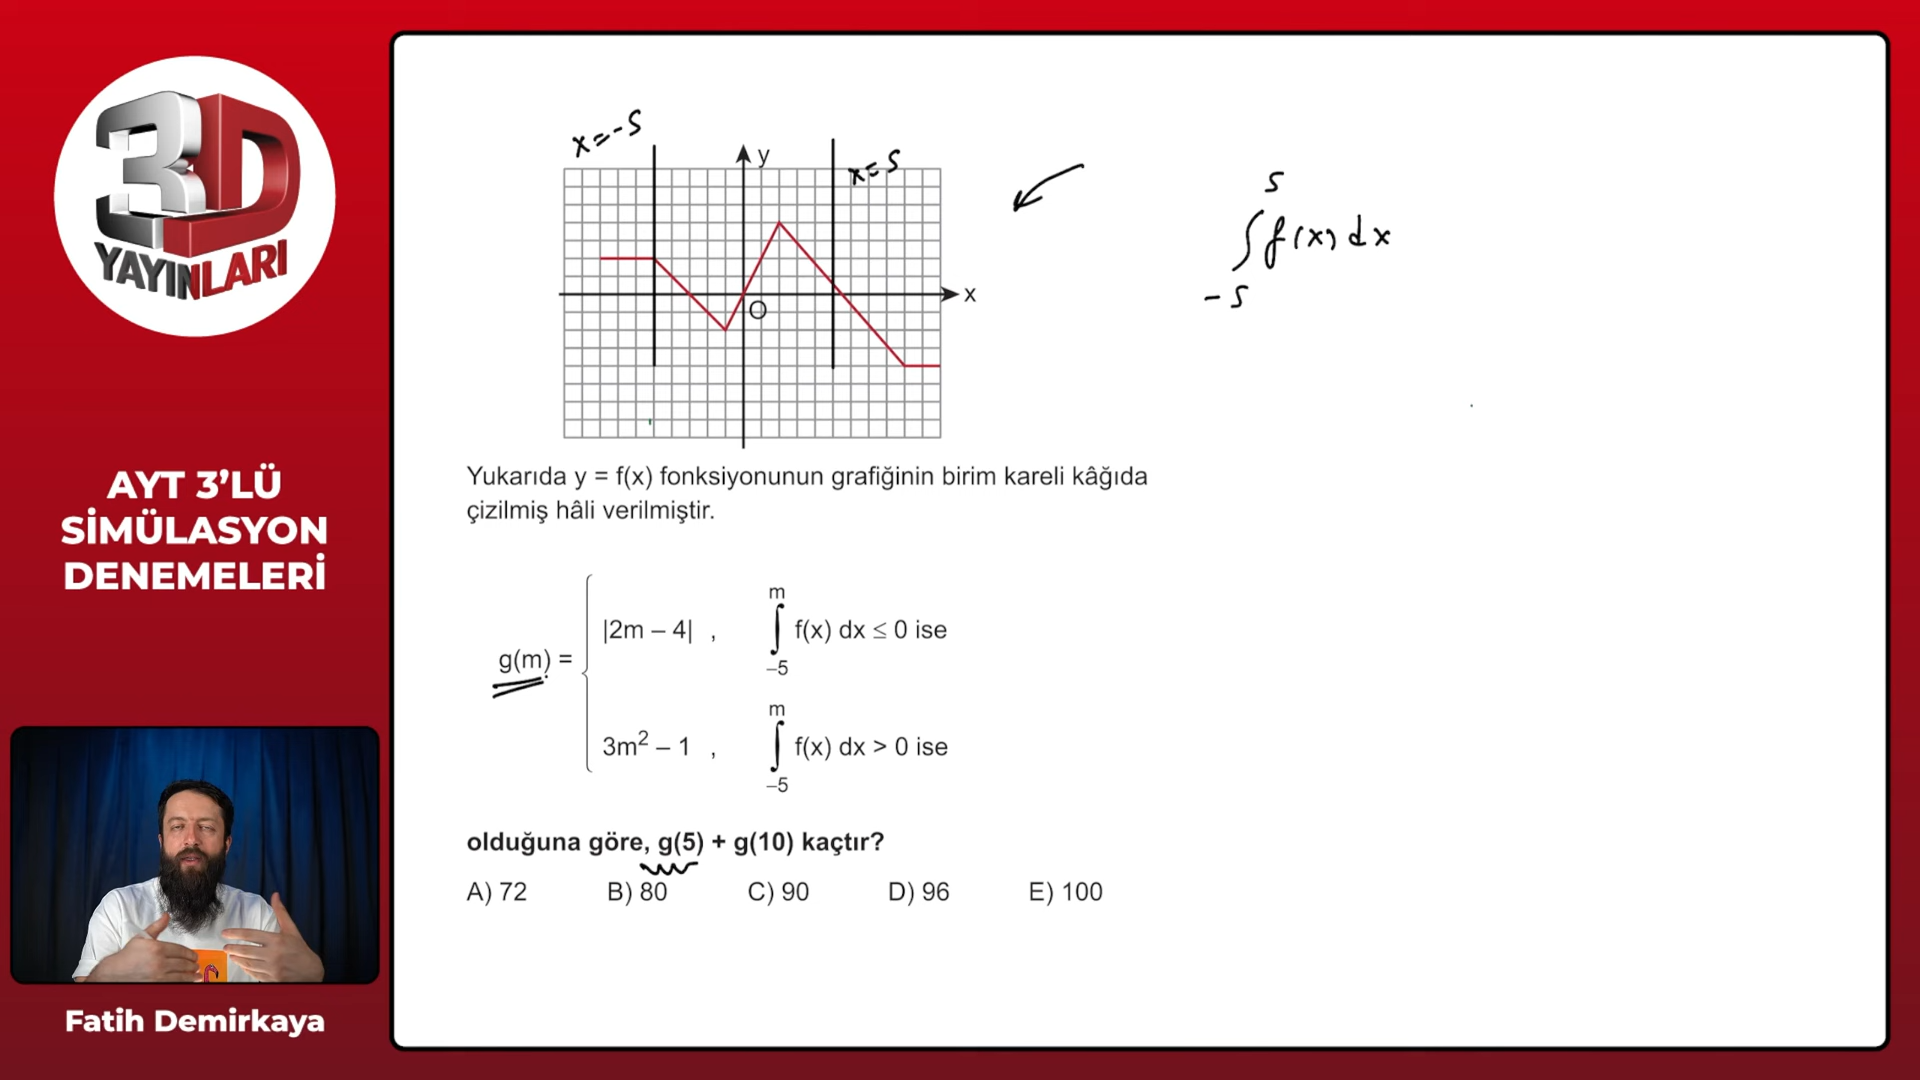 3D
YAYINLARI
AYT 3'LÜ
SİMÜLASYON
DENEMELERİ
Fatih Demirkaya
x=-5
y
x=5
O
x
5
∫ f(x) dx
-5
Yukarıda y = f(x) fonksiyonunun grafiğinin birim kareli kâğıda
çizilmiş hâli verilmiştir.
m
|2m – 4| , ∫ f(x) dx ≤ 0 ise
–5
g(m) =
m
3m² – 1 , ∫ f(x) dx > 0 ise
–5
olduğuna göre, g(5) + g(10) kaçtır?
A) 72 B) 80 C) 90 D) 96 E) 100